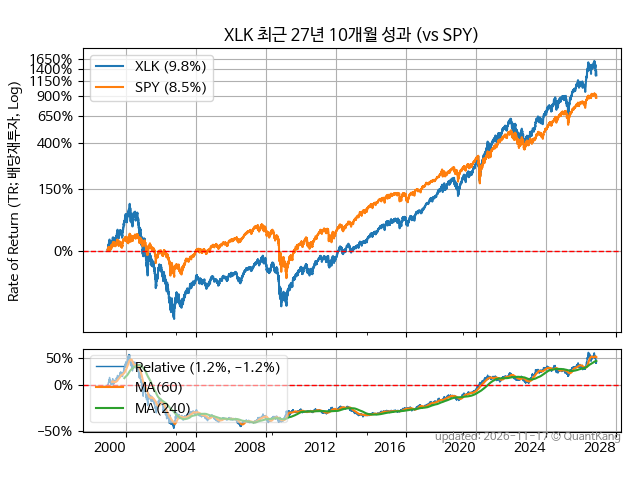 XLK 최근 27년 10개월 성과 (vs SPY)
Rate of Return (TR; 배당재투자, Log)
1650%
1400%
1150%
900%
650%
400%
150%
0%
XLK (9.8%)
SPY (8.5%)
50%
0%
−50%
Relative (1.2%, −1.2%)
MA(60)
MA(240)
2000 2004 2008 2012 2016 2020 2024 2028
updated: 2026-11-17 © QuantKang